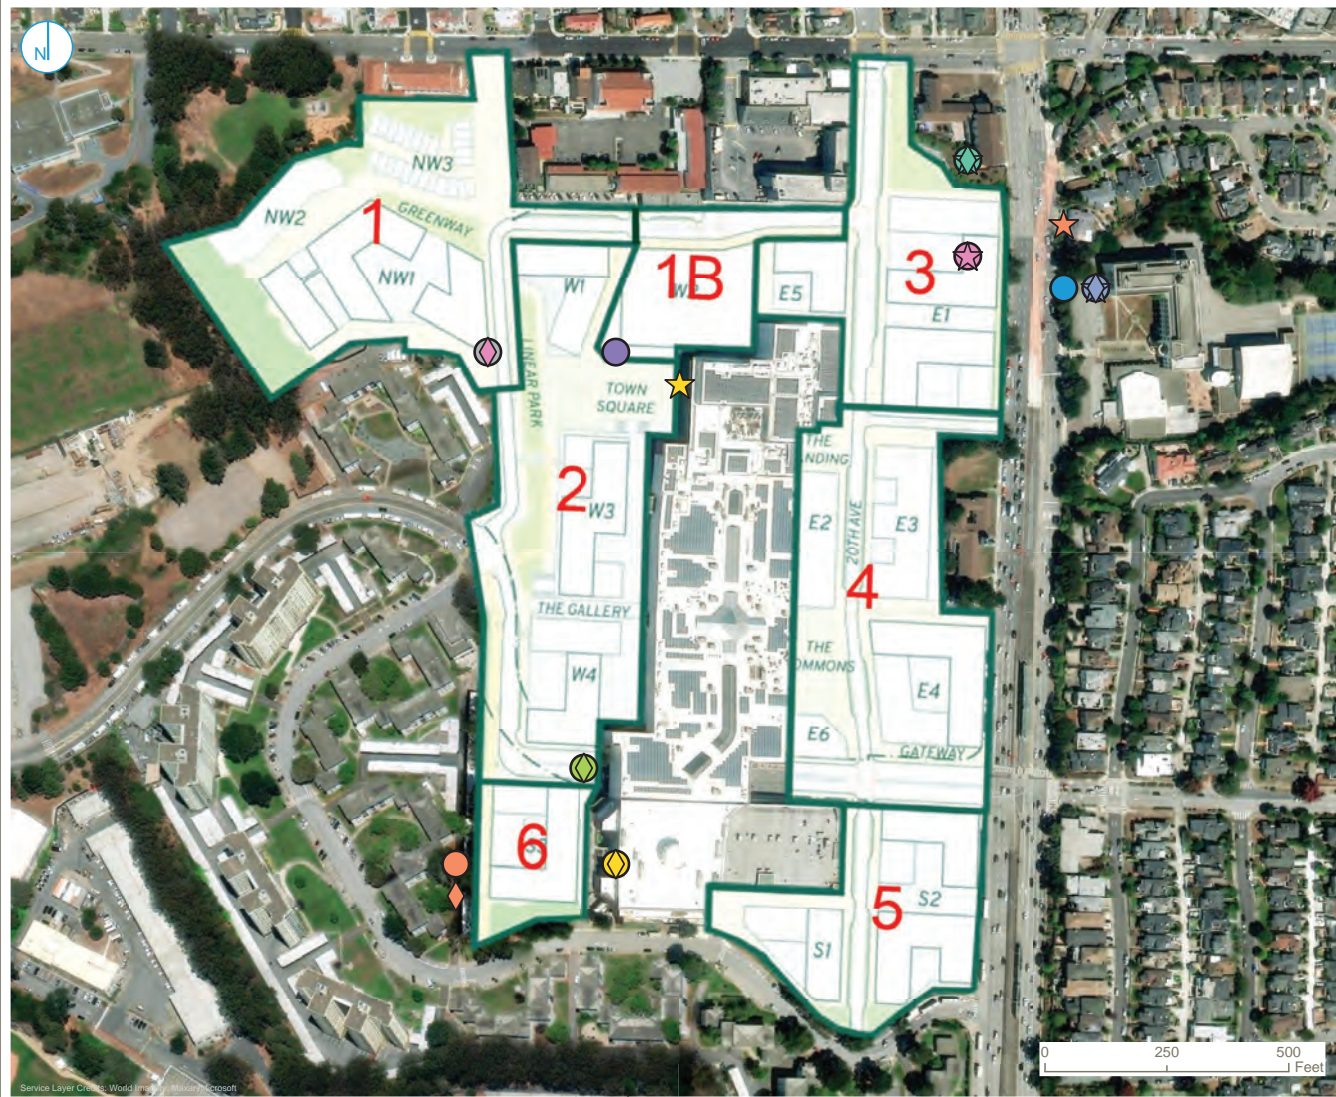 N
NW3
NW2
1
GREENWAY
NW1
1B
W1
E5
3
E1
LINEAR PARK
TOWN
SQUARE
THE
NDING
2
W3
E2
20TH AVE
E3
4
THE GALLERY
THE
OMMONS
W4
E4
E6
GATEWAY
6
5
S2
S1
0 250 500
Feet
Service Layer Credits: World Imagery: Maxar, Microsoft